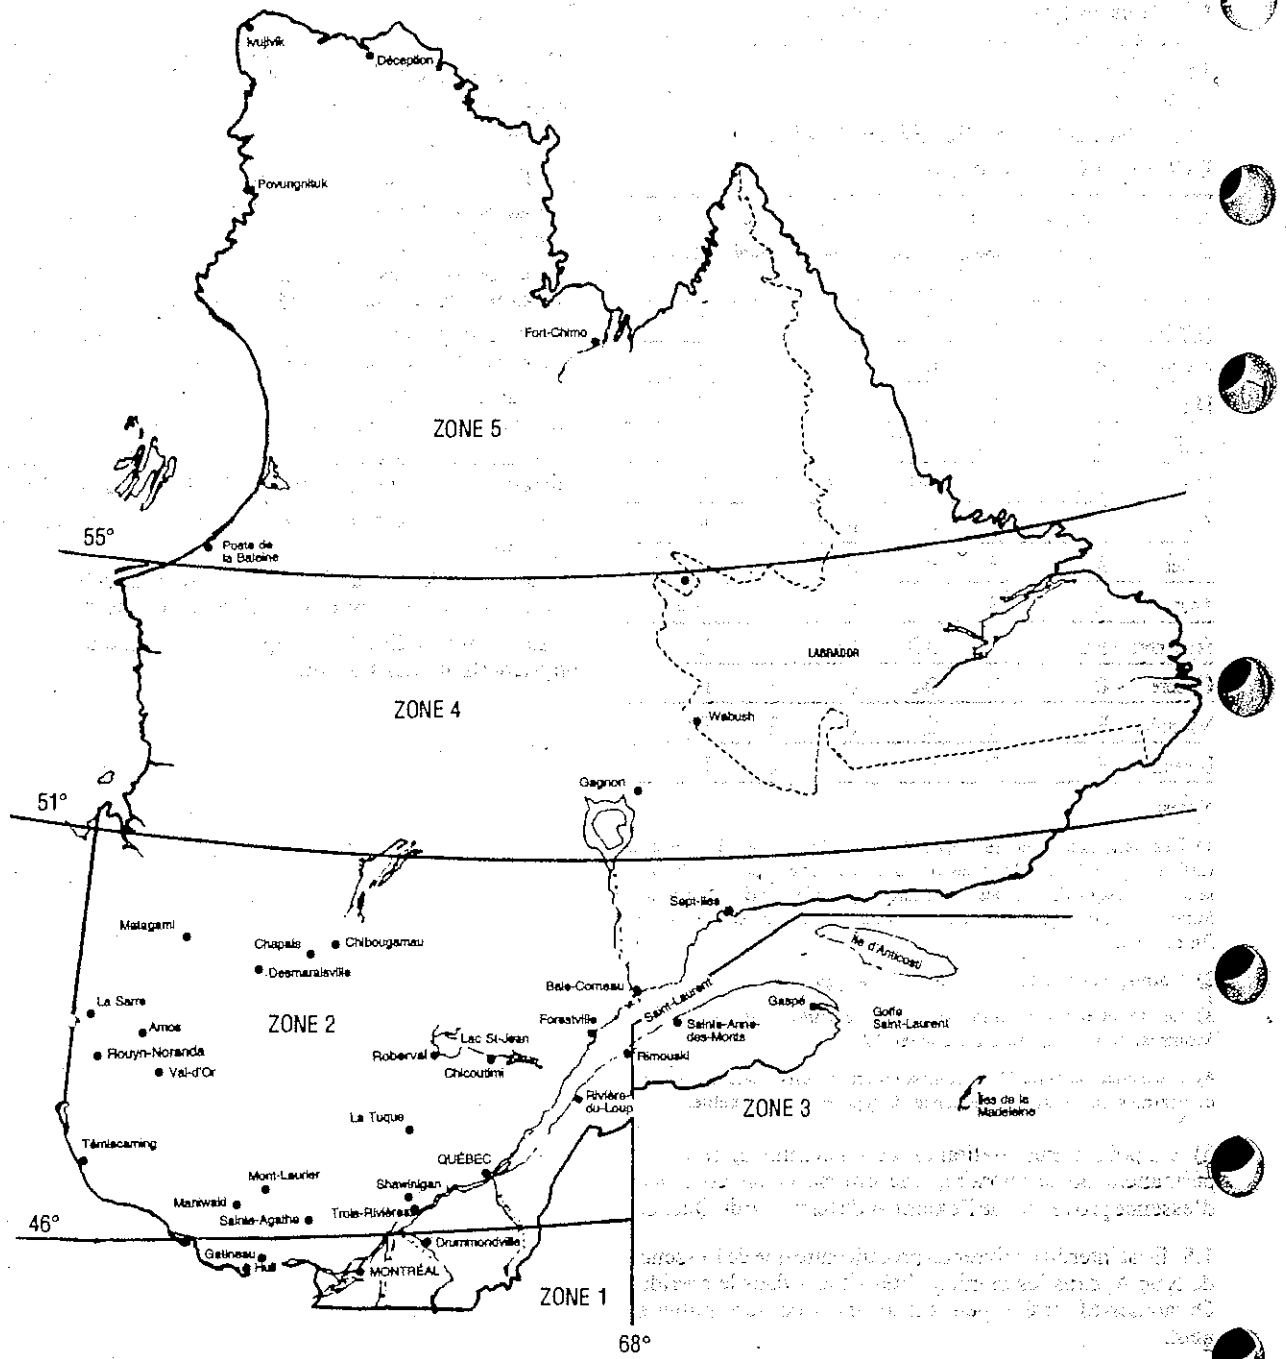 Ivujivik
Déception
Povungnituk
Fort-Chimo
ZONE 5
55°
Poste de
la Baleine
LABRADOR
ZONE 4
Wabush
Gagnon
51°
Sept-Iles
Matagami
Chapais
Chibougamau
Desmaraisville
Ile d'Anticosti
Baie-Comeau
Saint-Laurent
Gaspé
Golfe
Saint-Laurent
La Sarre
Amos
ZONE 2
Forestville
Sainte-Anne-
des-Monts
Rouyn-Noranda
Val-d'Or
Roberval
Lac St-Jean
Chicoutimi
Rimouski
Rivière-
du-Loup
ZONE 3
Îles de la
Madeleine
La Tuque
Témiscaming
QUÉBEC
Mont-Laurier
Shawinigan
Maniwaki
Sainte-Agathe
Trois-Rivières
46°
Drummondville
Gatineau
Hull
MONTRÉAL
ZONE 1
68°